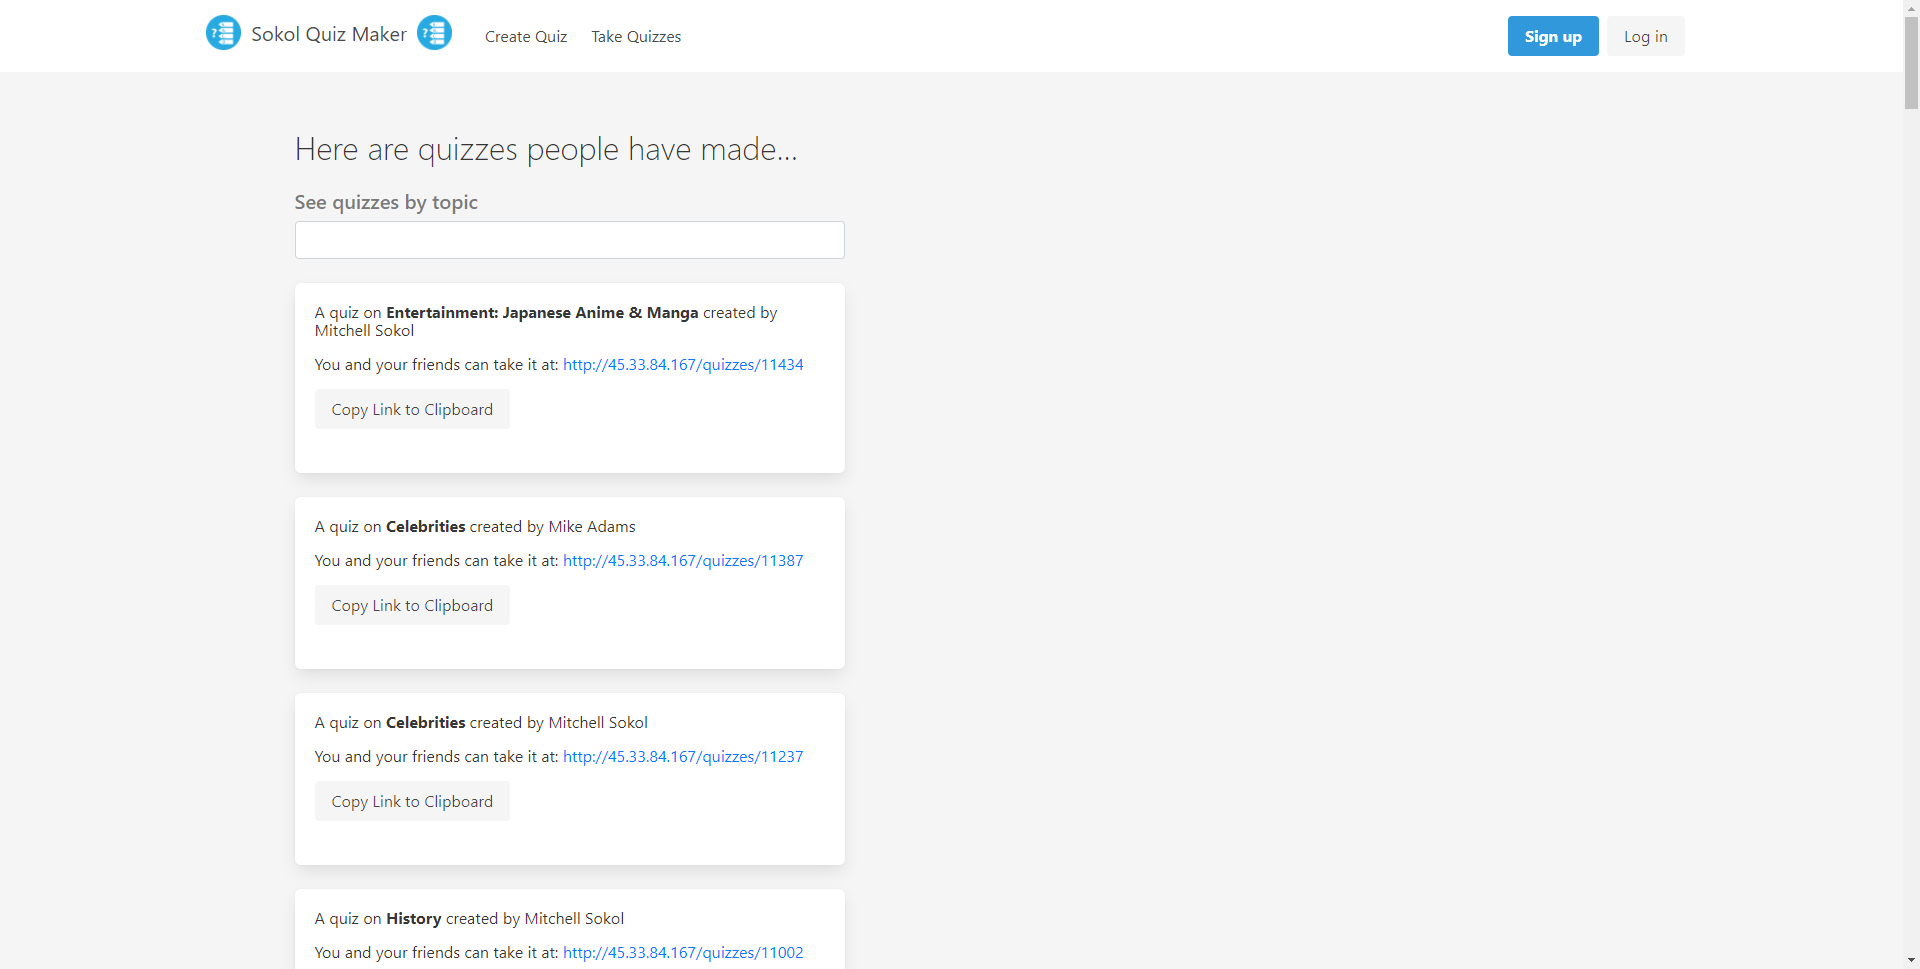 Sokol Quiz Maker
Create Quiz
Take Quizzes
Sign up
Log in
Here are quizzes people have made...
See quizzes by topic
A quiz on Entertainment: Japanese Anime & Manga created by
Mitchell Sokol
You and your friends can take it at: http://45.33.84.167/quizzes/11434
Copy Link to Clipboard
A quiz on Celebrities created by Mike Adams
You and your friends can take it at: http://45.33.84.167/quizzes/11387
Copy Link to Clipboard
A quiz on Celebrities created by Mitchell Sokol
You and your friends can take it at: http://45.33.84.167/quizzes/11237
Copy Link to Clipboard
A quiz on History created by Mitchell Sokol
You and your friends can take it at: http://45.33.84.167/quizzes/11002